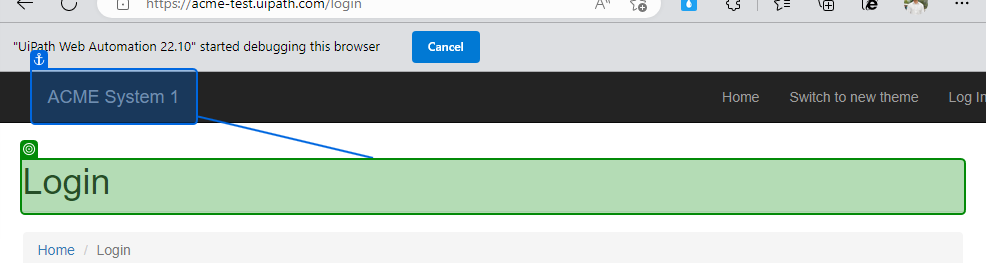 https://acme-test.uipath.com/login
"UiPath Web Automation 22.10" started debugging this browser Cancel
ACME System 1 Home Switch to new theme Log In
Login
Home / Login